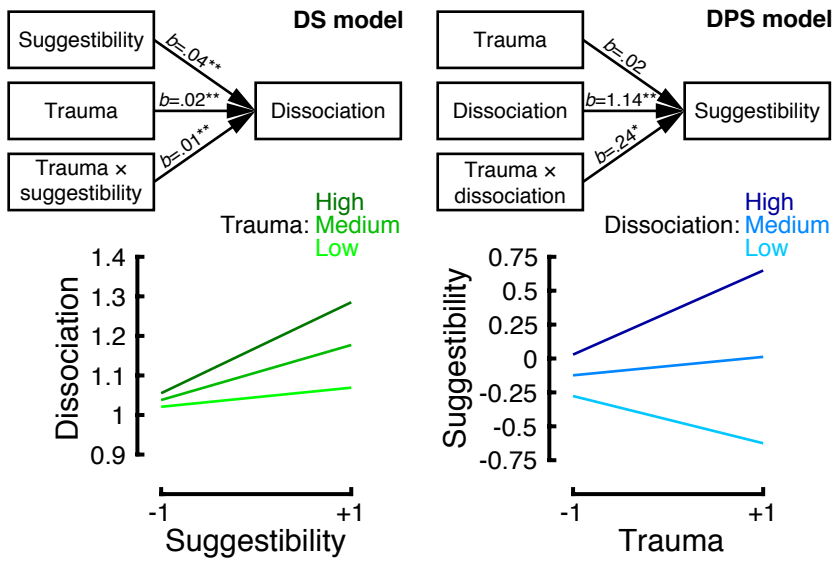 DS model
Suggestibility
b=.04**
Trauma
b=.02**
Dissociation
b=.01**
Trauma ×
suggestibility
High
Trauma: Medium
Low
Dissociation
1.4
1.3
1.2
1.1
1
0.9
-1
+1
Suggestibility
DPS model
Trauma
b=.02
Dissociation
b=1.14**
Suggestibility
b=.24*
Trauma ×
dissociation
High
Dissociation: Medium
Low
Suggestibility
0.75
0.5
0.25
0
-0.25
-0.5
-0.75
-1
+1
Trauma